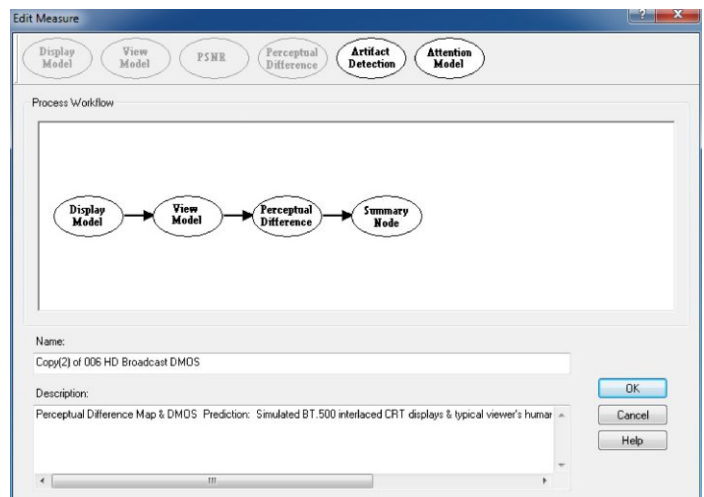 Edit Measure
Display
Model
View
Model
PSNR
Perceptual
Difference
Artifact
Detection
Attention
Model
Process Workflow
Display
Model
View
Model
Perceptual
Difference
Summary
Node
Name:
Copy(2) of 006 HD Broadcast DMOS
Description:
Perceptual Difference Map & DMOS Prediction: Simulated BT.500 interlaced CRT displays & typical viewer's human
OK
Cancel
Help